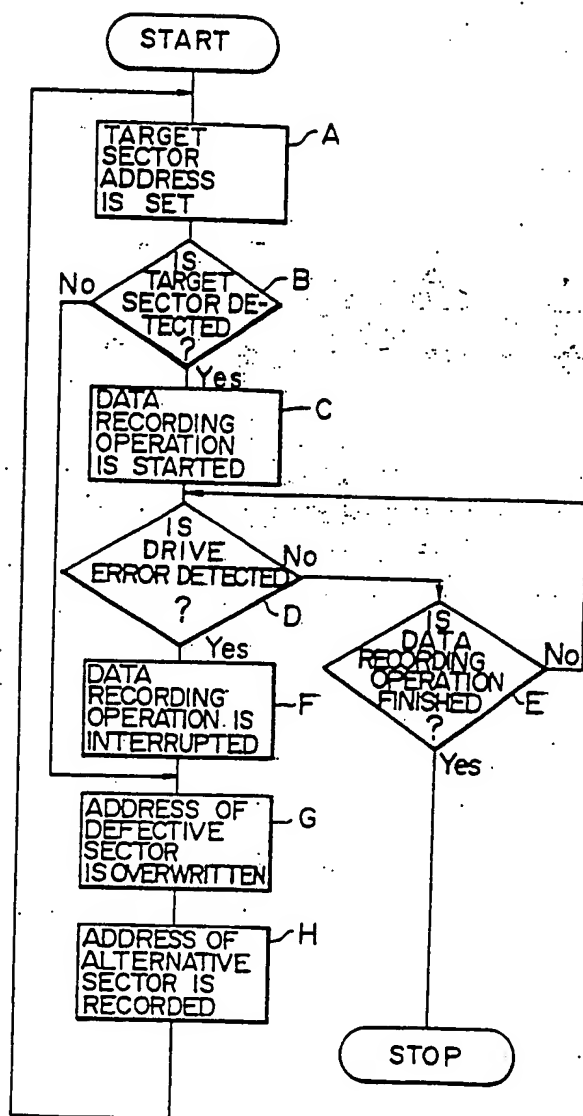 START
TARGET
SECTOR
ADDRESS
IS SET
A
IS
TARGET
SECTOR DE-
TECTED
?
B
No
Yes
DATA
RECORDING
OPERATION
IS STARTED
C
IS
DRIVE
ERROR DETECTED
?
No
D
Yes
IS
DATA
RECORDING
OPERATION
FINISHED
?
No
E
Yes
DATA
RECORDING
OPERATION. IS
INTERRUPTED
F
ADDRESS OF
DEFECTIVE
SECTOR
IS OVERWRITTEN
G
ADDRESS OF
ALTERNATIVE
SECTOR IS
RECORDED
H
STOP